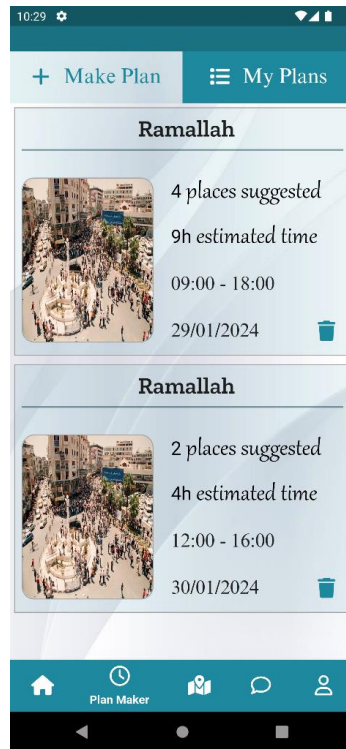 10:29
Make Plan
My Plans
Ramallah
4 places suggested
9h estimated time
09:00 - 18:00
29/01/2024
Ramallah
2 places suggested
4h estimated time
12:00 - 16:00
30/01/2024
Plan Maker